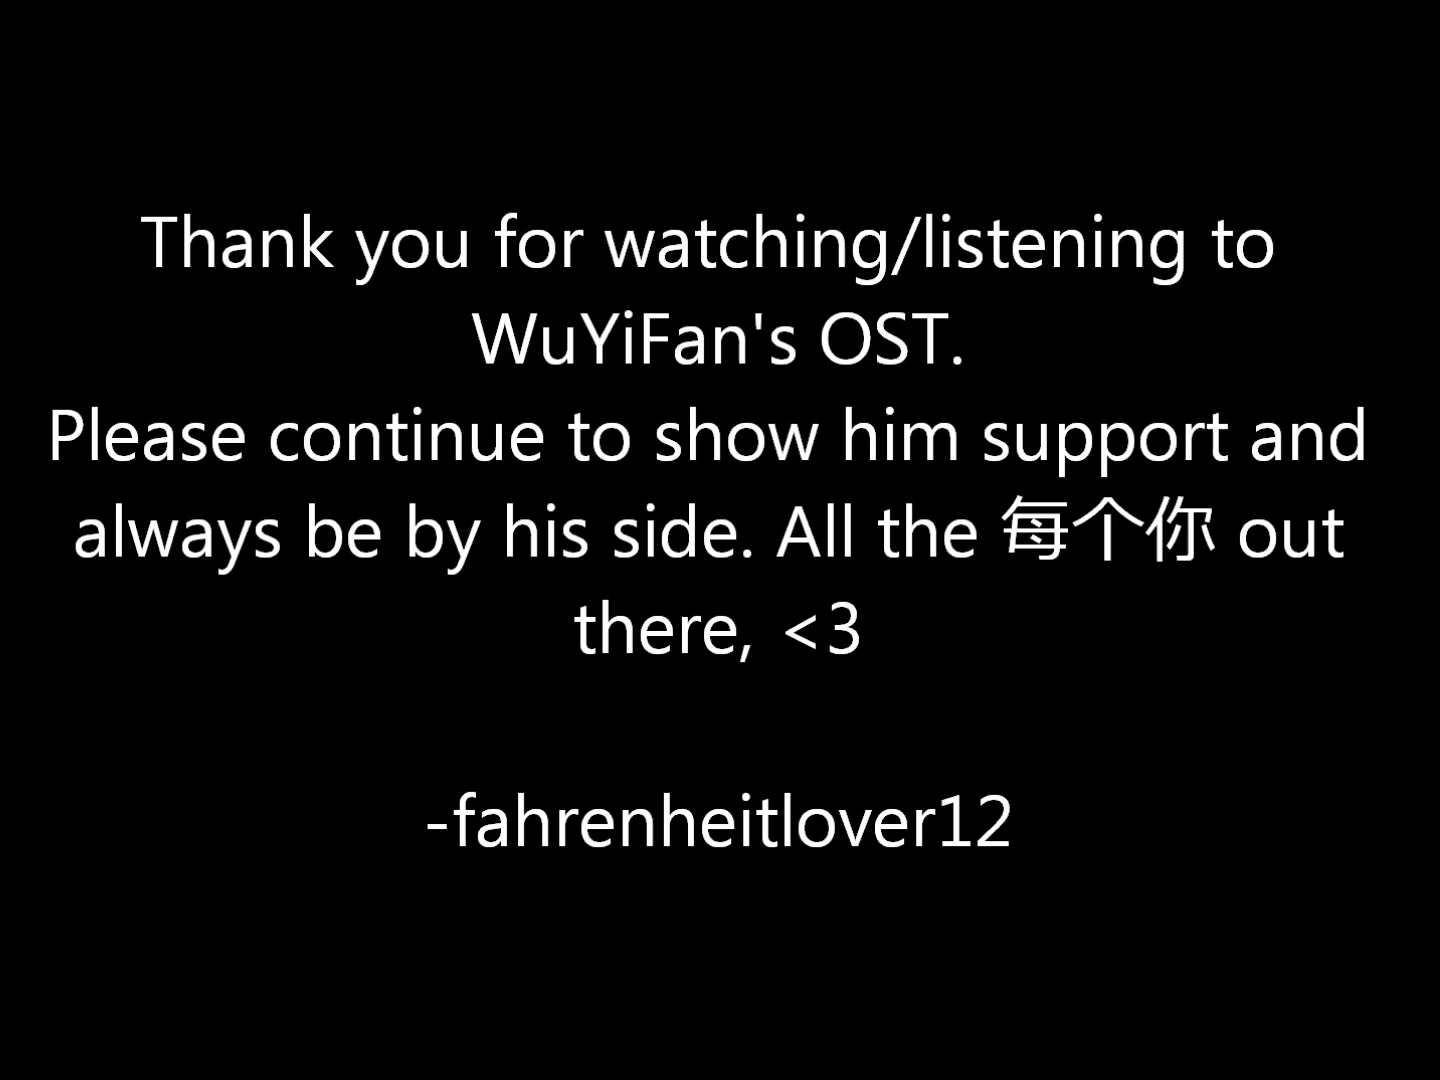 Thank you for watching/listening to
WuYiFan's OST.
Please continue to show him support and
always be by his side. All the 每个你 out
there, <3
-fahrenheitlover12